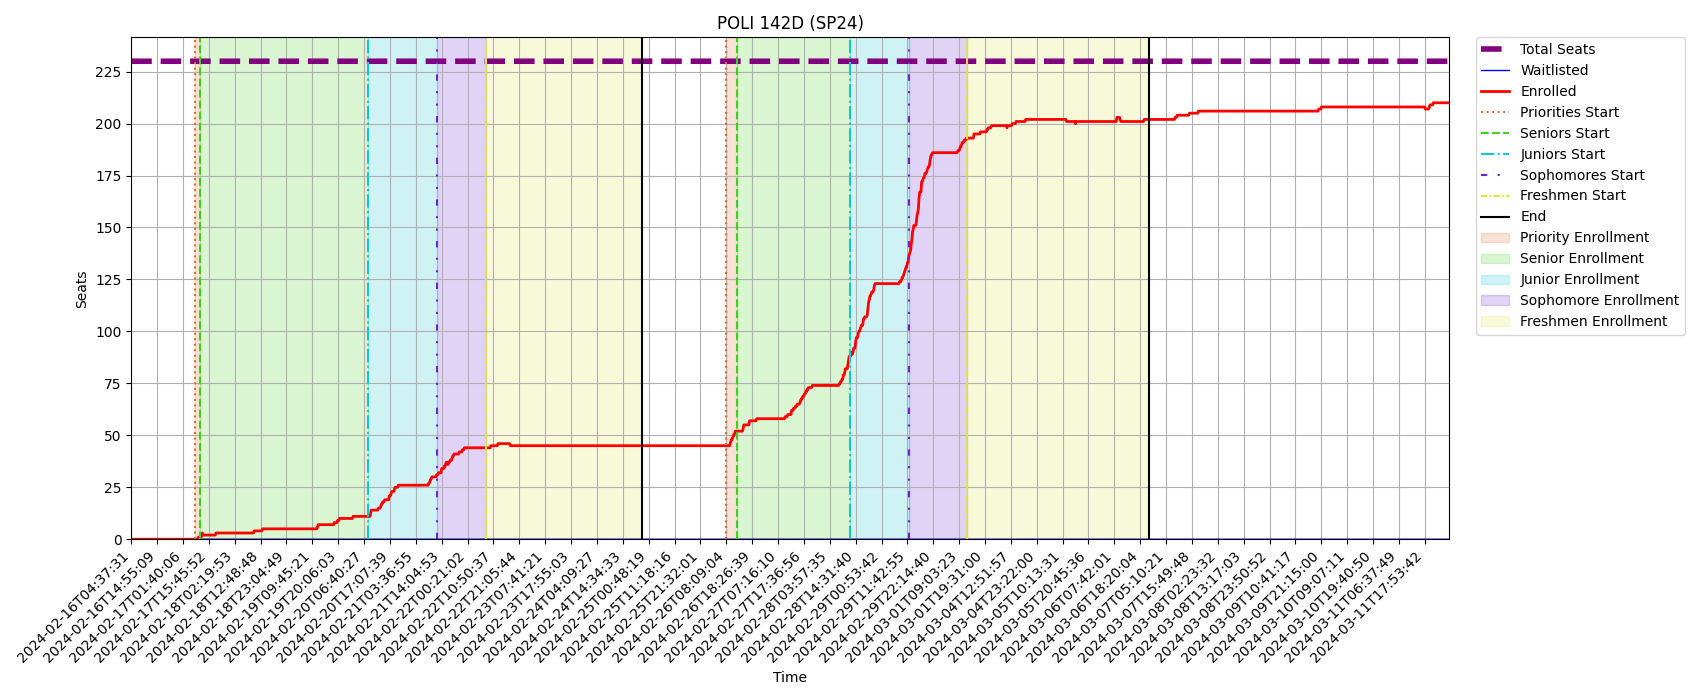 POLI 142D (SP24)
Seats
225
200
175
150
125
100
75
50
25
0
2024-02-16T04:37:31
2024-02-16T14:55:09
2024-02-17T01:40:06
2024-02-17T15:45:52
2024-02-18T02:19:53
2024-02-18T12:48:48
2024-02-18T23:04:49
2024-02-19T09:45:21
2024-02-19T20:06:03
2024-02-20T06:40:27
2024-02-20T17:07:39
2024-02-21T03:36:55
2024-02-21T14:04:53
2024-02-22T00:21:02
2024-02-22T10:50:37
2024-02-22T21:05:44
2024-02-23T07:41:21
2024-02-23T17:55:03
2024-02-24T04:09:27
2024-02-24T14:34:33
2024-02-25T00:48:19
2024-02-25T11:18:16
2024-02-25T21:32:01
2024-02-26T08:09:04
2024-02-26T18:26:39
2024-02-27T07:16:10
2024-02-27T17:36:56
2024-02-28T03:57:35
2024-02-28T14:31:40
2024-02-29T00:53:42
2024-02-29T11:42:55
2024-02-29T22:14:40
2024-03-01T09:03:23
2024-03-01T19:31:00
2024-03-04T12:51:57
2024-03-04T23:22:00
2024-03-05T10:13:31
2024-03-05T20:45:36
2024-03-06T07:42:01
2024-03-06T18:20:04
2024-03-07T05:10:21
2024-03-07T15:49:48
2024-03-08T02:23:32
2024-03-08T13:17:03
2024-03-08T23:50:52
2024-03-09T10:41:17
2024-03-09T21:15:00
2024-03-10T09:07:11
2024-03-10T19:40:50
2024-03-11T06:37:49
2024-03-11T17:53:42
Time
Total Seats
Waitlisted
Enrolled
Priorities Start
Seniors Start
Juniors Start
Sophomores Start
Freshmen Start
End
Priority Enrollment
Senior Enrollment
Junior Enrollment
Sophomore Enrollment
Freshmen Enrollment